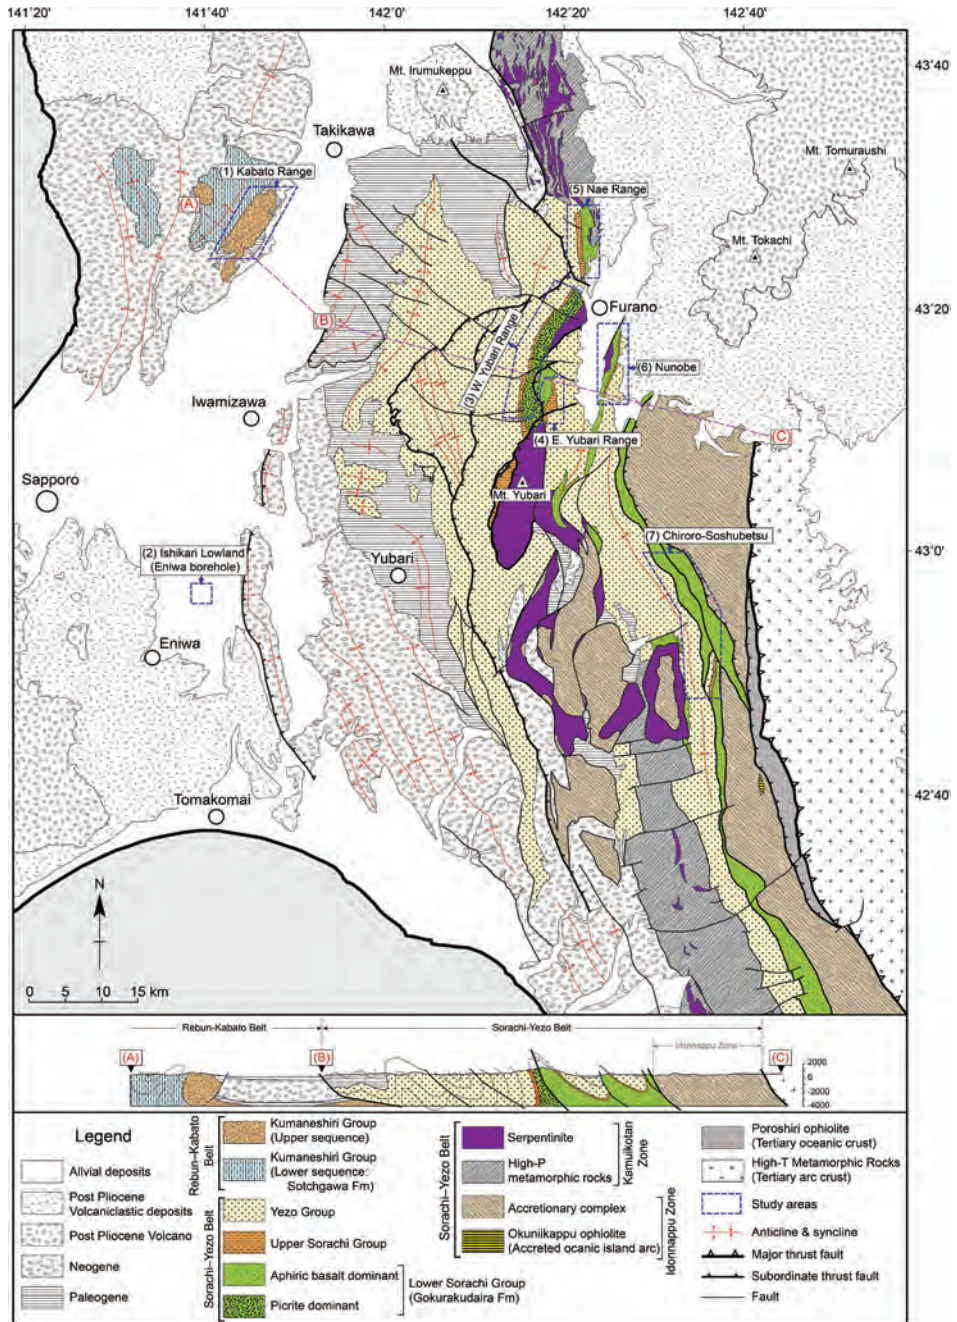 141°20' 141°40' 142°0' 142°20' 142°40'
43°40'
43°20'
43°0'
42°40'
Mt. Irumukeppu
Takikawa
(1) Kabato Range
(A)
Mt. Tomuraushi
(5) Nae Range
Mt. Tokachi
Furano
(B)
(3) W. Yubari Range
(6) Nunobe
Iwamizawa
(C)
(4) E. Yubari Range
Sapporo
Mt. Yubari
(7) Chiroro-Soshubetsu
(2) Ishikari Lowland
(Eniwa borehole)
Yubari
Eniwa
Tomakomai
N
0 5 10 15 km
Rebun-Kabato Belt
Sorachi-Yezo Belt
Idonnappu Zone
(A) (B) (C)
2000
0
-2000
-4000
Legend
Allvial deposits
Post Pliocene
Volcaniclastic deposits
Post Pliocene Volcano
Neogene
Paleogene
Rebun-Kabato
Belt
Kumaneshiri Group
(Upper sequence)
Kumaneshiri Group
(Lower sequence:
Sotchgawa Fm)
Sorachi-Yezo
Belt
Yezo Group
Upper Sorachi Group
Aphiric basalt dominant
Picrite dominant
Lower Sorachi Group
(Gokurakudaira Fm)
Sorachi-Yezo Belt
Serpentinite
High-P
metamorphic rocks
Kamuikotan
Zone
Accretionary complex
Okuniikappu ophiolite
(Accreted ocanic island arc)
Idonnappu Zone
Poroshiri ophiolite
(Tertiary oceanic crust)
High-T Metamorphic Rocks
(Tertiary arc crust)
Study areas
Anticline & syncline
Major thrust fault
Subordinate thrust fault
Fault